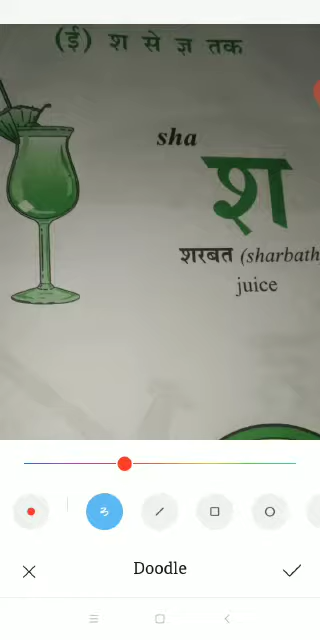 (ई) श से ज्ञ तक
sha
श
शरबत (sharbath
juice
Doodle